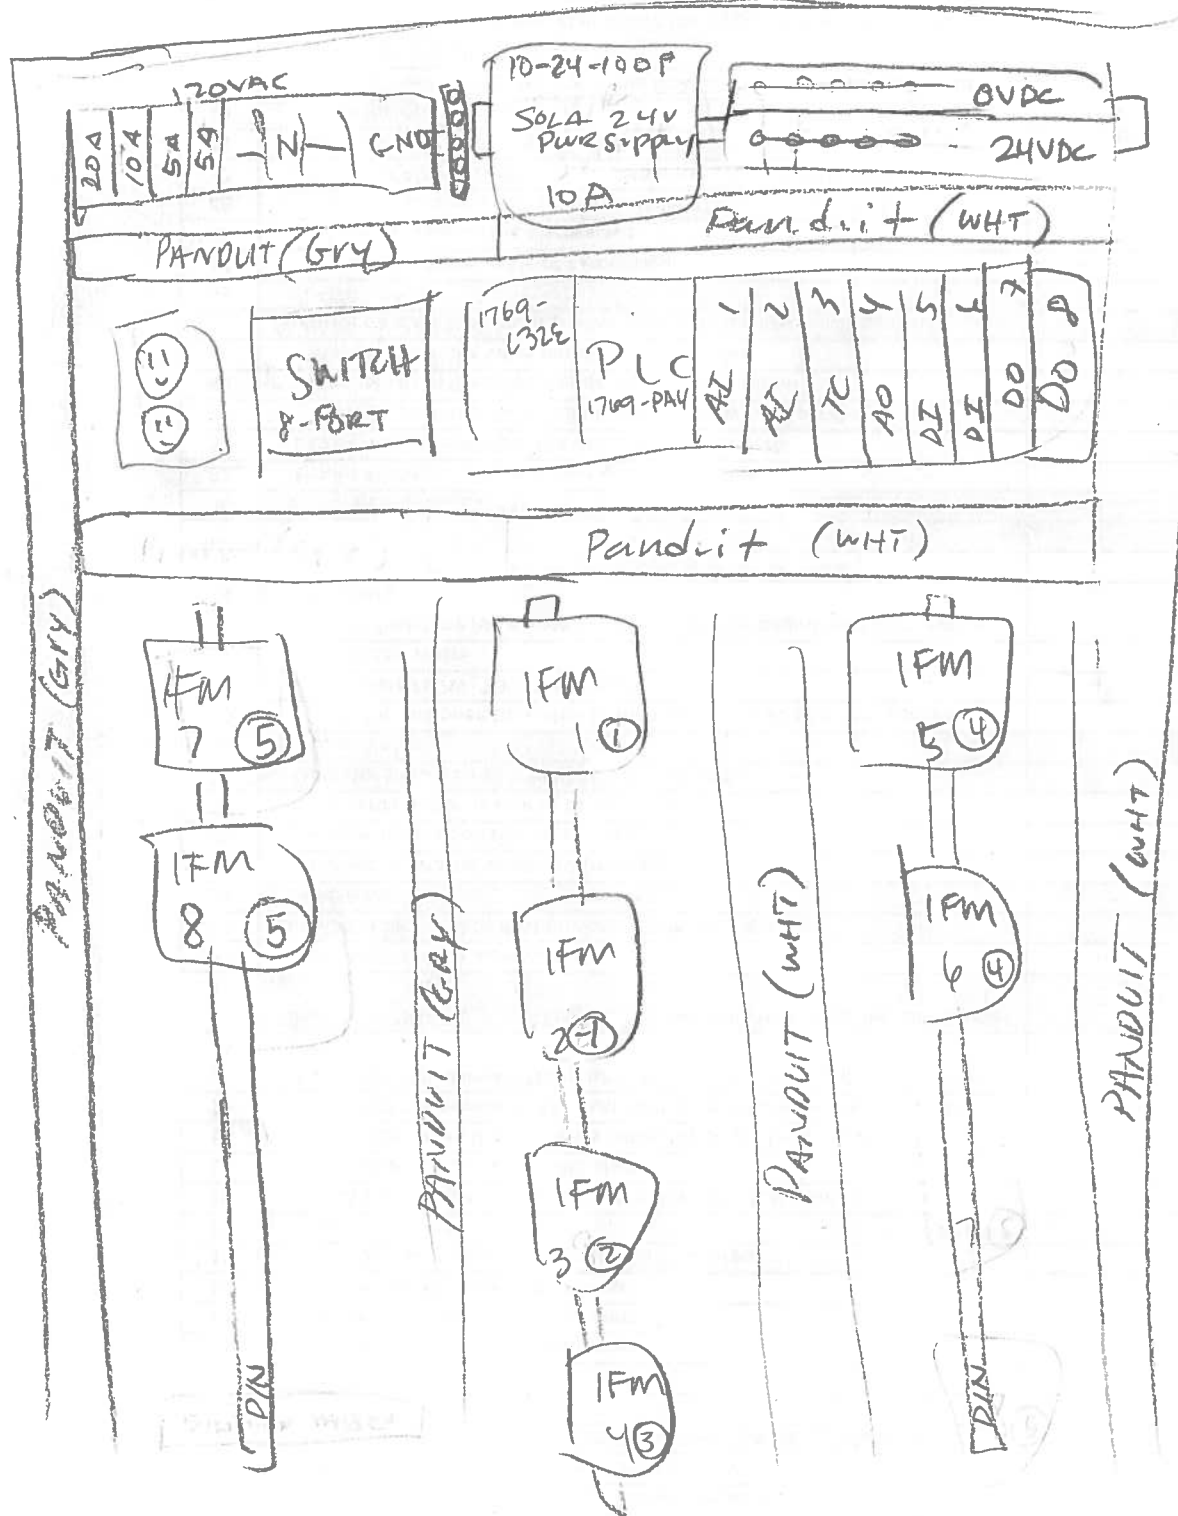 120VAC
20A
10A
5A
5A
N
GND
10-24-100P
SOLA 24V
PWR Supply
10A
0VDC
24VDC
PANDUIT (Gry)
Panduit (WHT)
SWITCH
8-PORT
1769-
L32E
PLC
1769-PA4
AI 1
AI 2
TC 3
AO 4
DI 5
DI 6
DO 7
DO 8
Panduit (WHT)
PANDUIT (Gry)
IFM
7 5
IFM
8 5
DIN
PANDUIT (GRY)
IFM
1 1
IFM
2 1
IFM
3 2
IFM
4 3
PANDUIT (WHT)
IFM
5 4
IFM
6 4
DIN
PANDUIT (WHT)